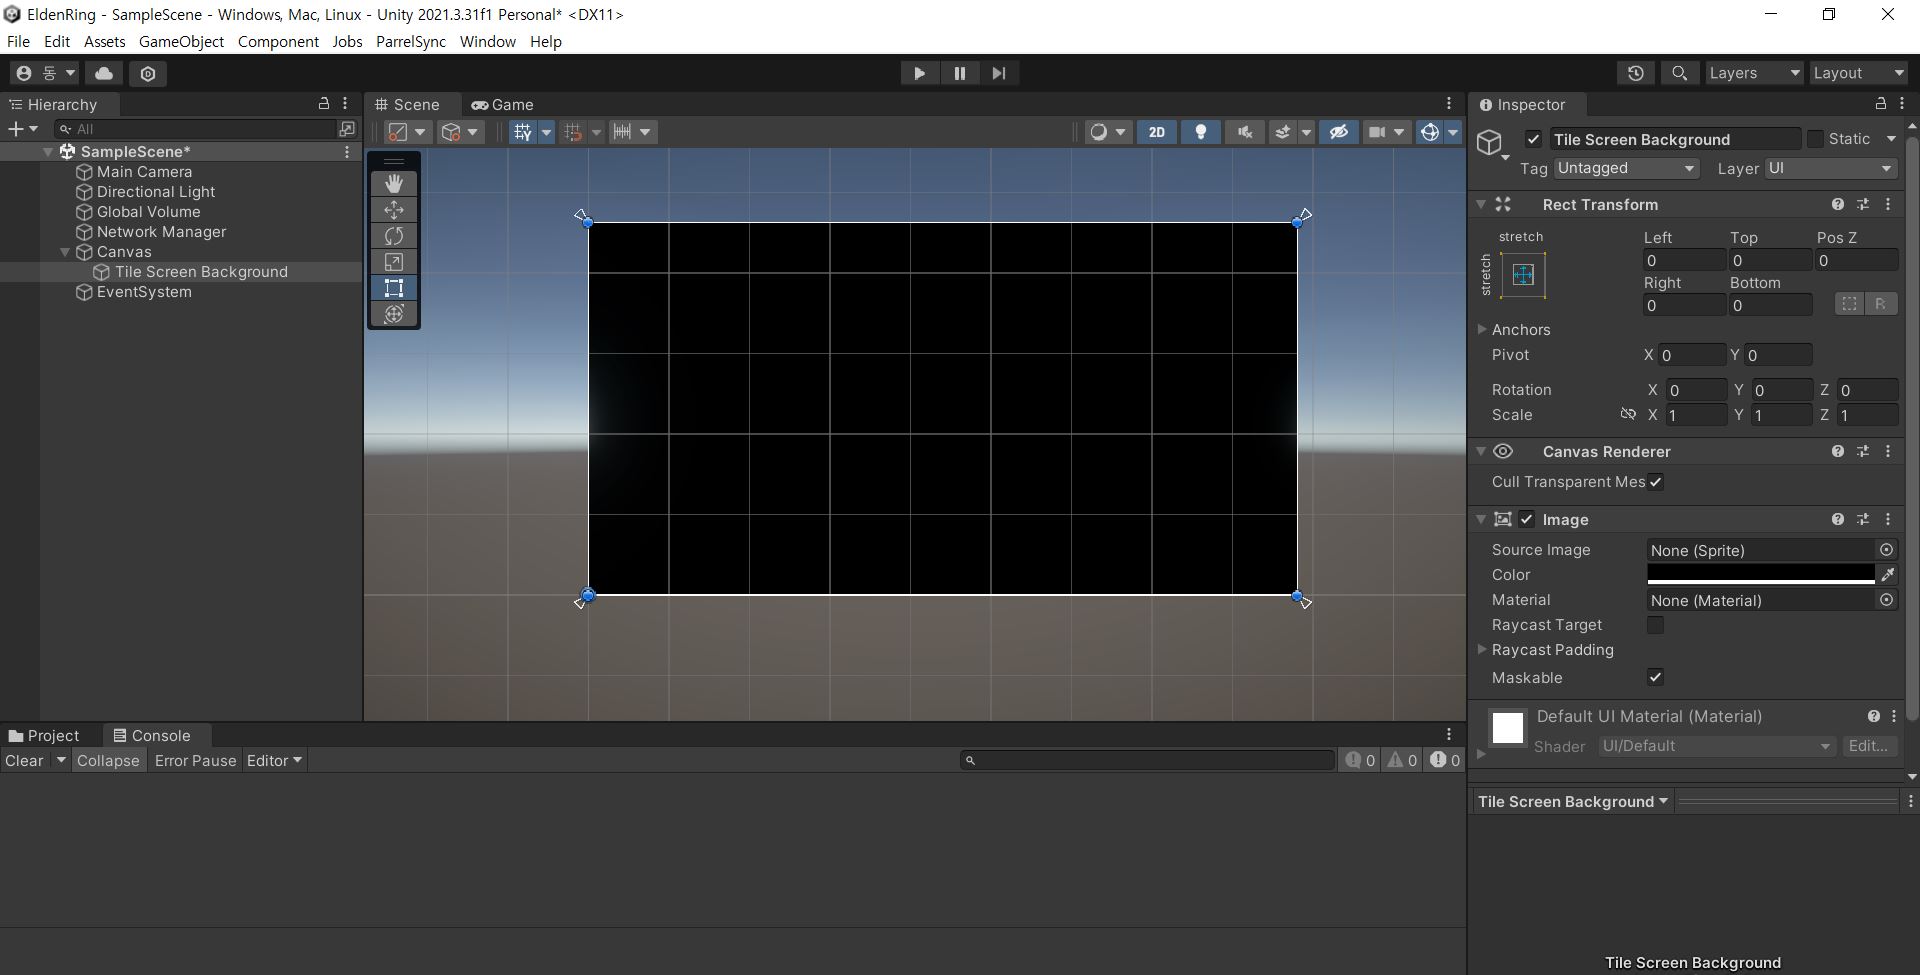 EldenRing - SampleScene - Windows, Mac, Linux - Unity 2021.3.31f1 Personal* <DX11>
File Edit Assets GameObject Component Jobs ParrelSync Window Help
동 Layers Layout
Hierarchy
All
SampleScene*
Main Camera
Directional Light
Global Volume
Network Manager
Canvas
Tile Screen Background
EventSystem
Scene Game
2D
Inspector
Tile Screen Background Static
Tag Untagged Layer UI
Rect Transform
stretch
stretch
Left Top Pos Z
0 0 0
Right Bottom
0 0 R
Anchors
Pivot X 0 Y 0
Rotation X 0 Y 0 Z 0
Scale X 1 Y 1 Z 1
Canvas Renderer
Cull Transparent Mes
Image
Source Image None (Sprite)
Color
Material None (Material)
Raycast Target
Raycast Padding
Maskable
Default UI Material (Material)
Shader UI/Default Edit...
Tile Screen Background
Tile Screen Background
Project Console
Clear Collapse Error Pause Editor 0 0 0